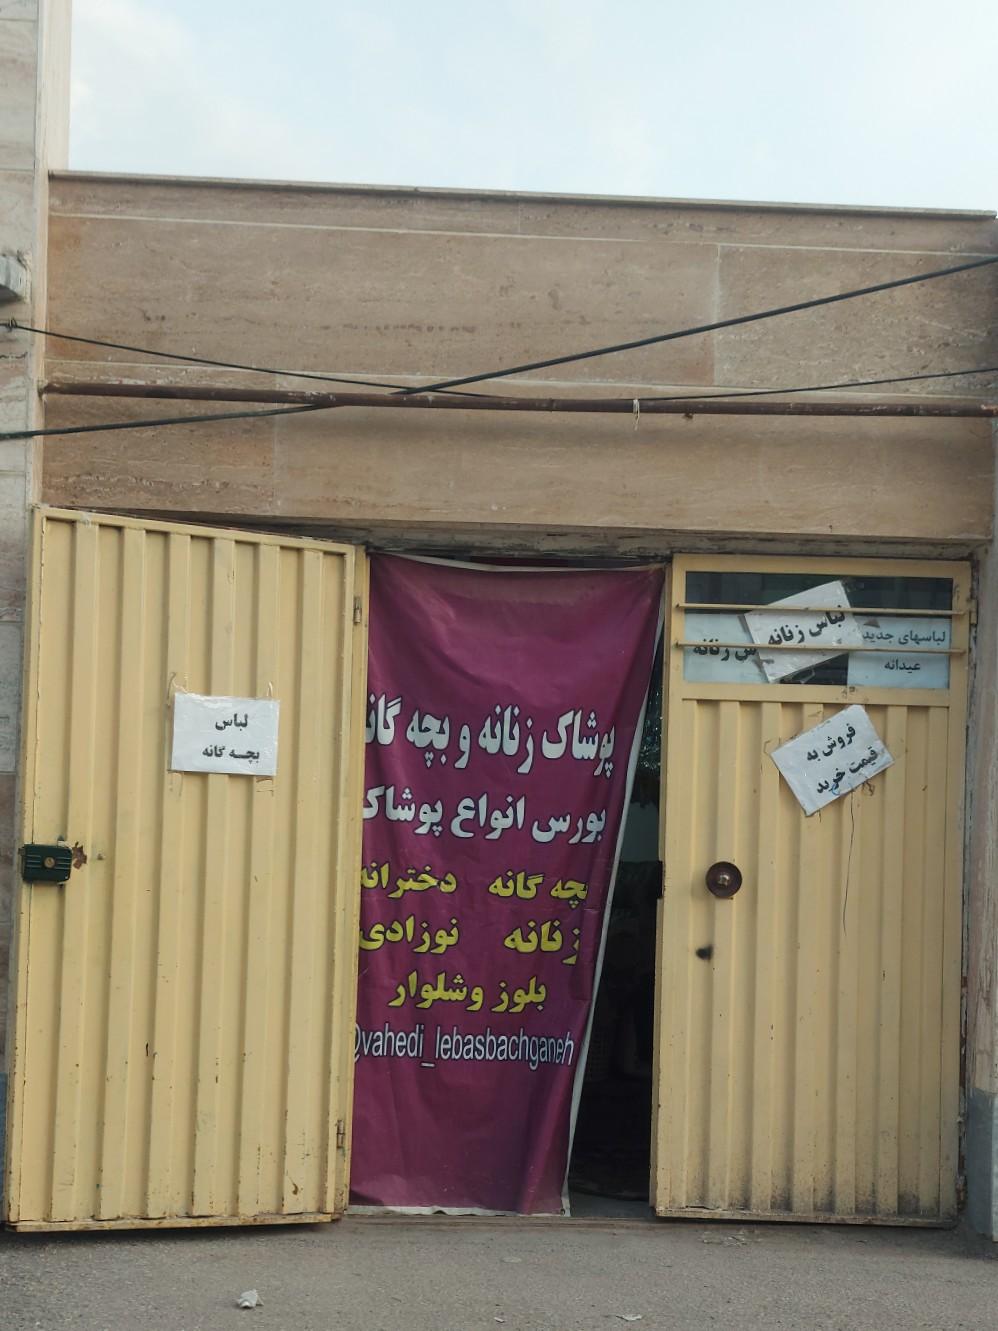 پوشاک زنانه و بچه گانه
بورس انواع پوشاک
بچه گانه دخترانه
زنانه نوزادی
بلوز وشلوار
@vahedi_lebasbachganeh
لباس
بچه گانه
لباس زنانه
لباسهای جدید
عیدانه
س زنانه
فروش به
قیمت خرید